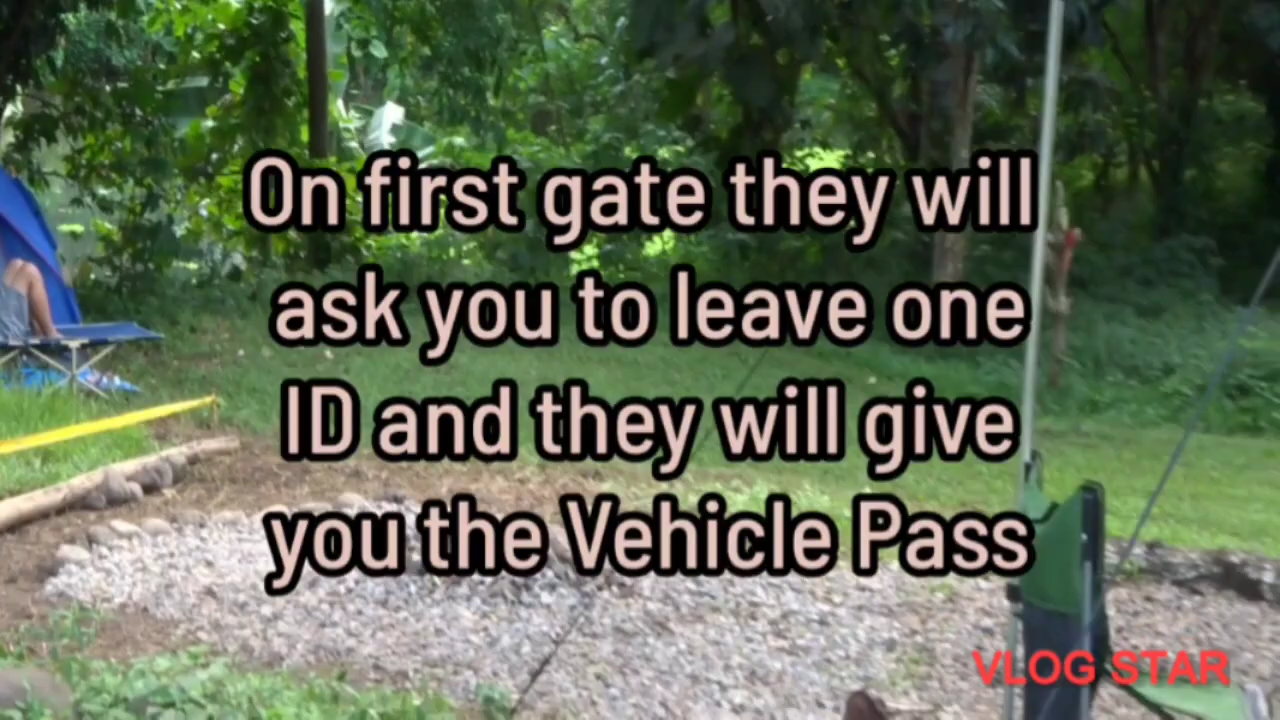 On first gate they will
ask you to leave one
ID and they will give
you the Vehicle Pass
VLOG STAR